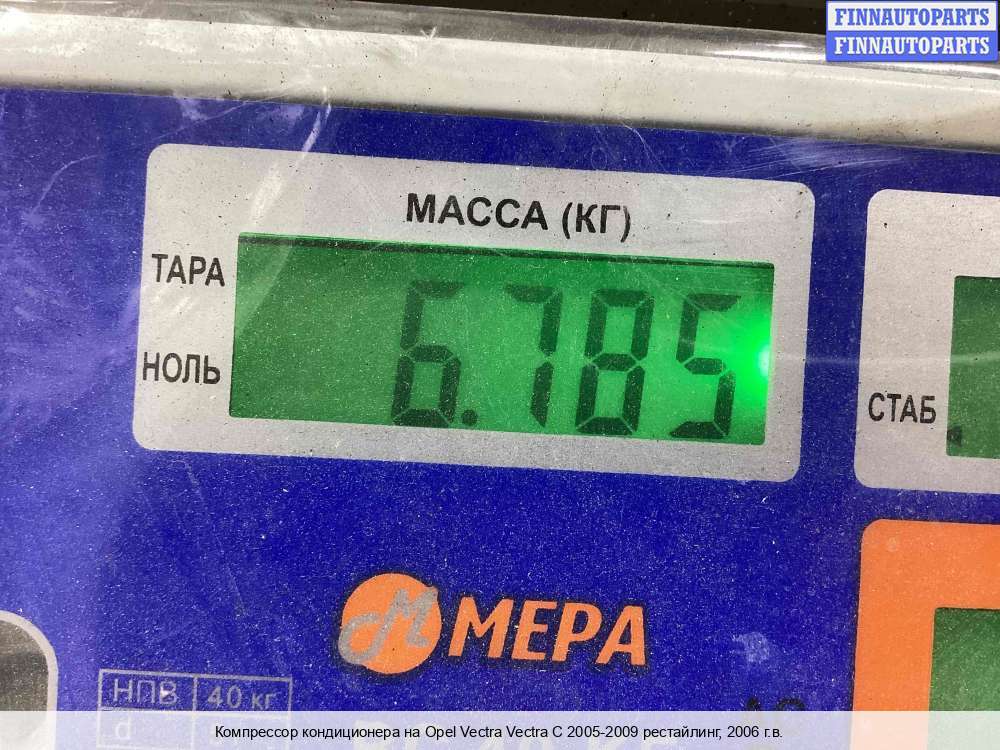 FINNAUTOPARTS
FINNAUTOPARTS
МАССА (КГ)
ТАРА
6.785
НОЛЬ
СТАБ
МЕРА
НПВ 40 кг
d
Компрессор кондиционера на Opel Vectra Vectra C 2005-2009 рестайлинг, 2006 г.в.